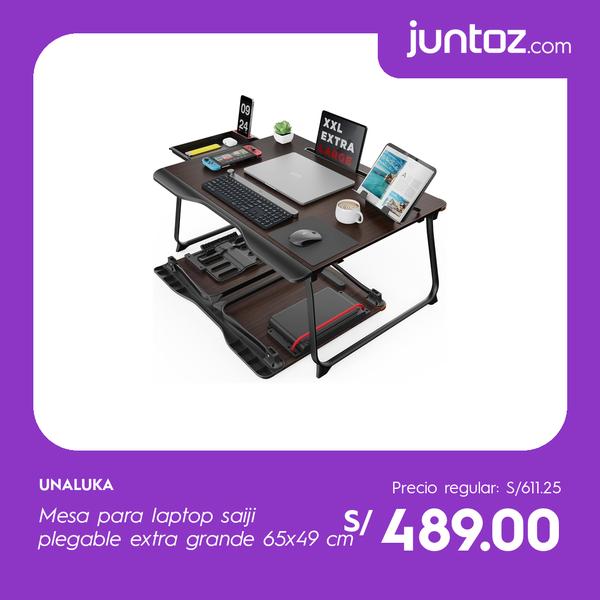 juntoz.com
09
24
XXL
EXTRA
LARGE
UNALUKA
Mesa para laptop saiji
plegable extra grande 65x49 cm
Precio regular: S/611.25
S/ 489.00